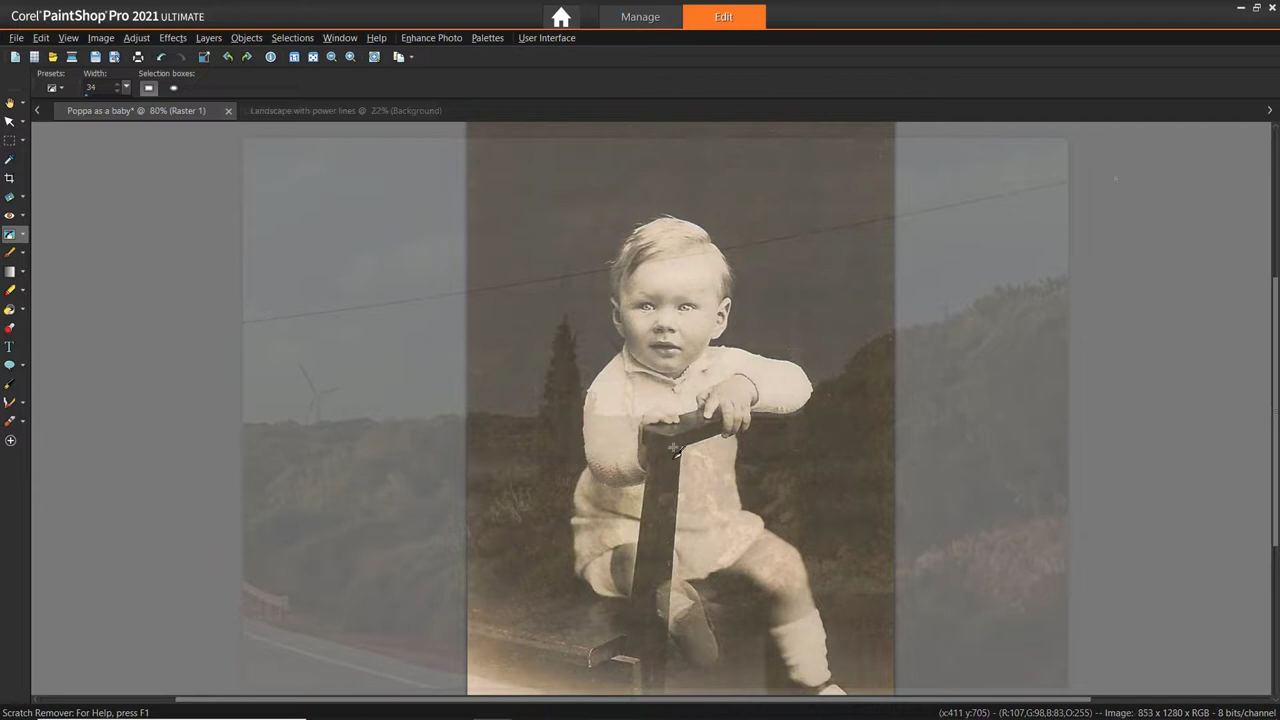 Corel® PaintShop® Pro 2021 ULTIMATE
Manage
Edit
File Edit View Image Adjust Effects Layers Objects Selections Window Help Enhance Photo Palettes User Interface
Presets: Width: Selection boxes:
34
Poppa as a baby* @ 80% (Raster 1)
Landscape with power lines @ 22% (Background)
Scratch Remover: For Help, press F1
(x:411 y:705) -- (R:107,G:98,B:83,O:255) -- Image: 853 x 1280 x RGB - 8 bits/channel